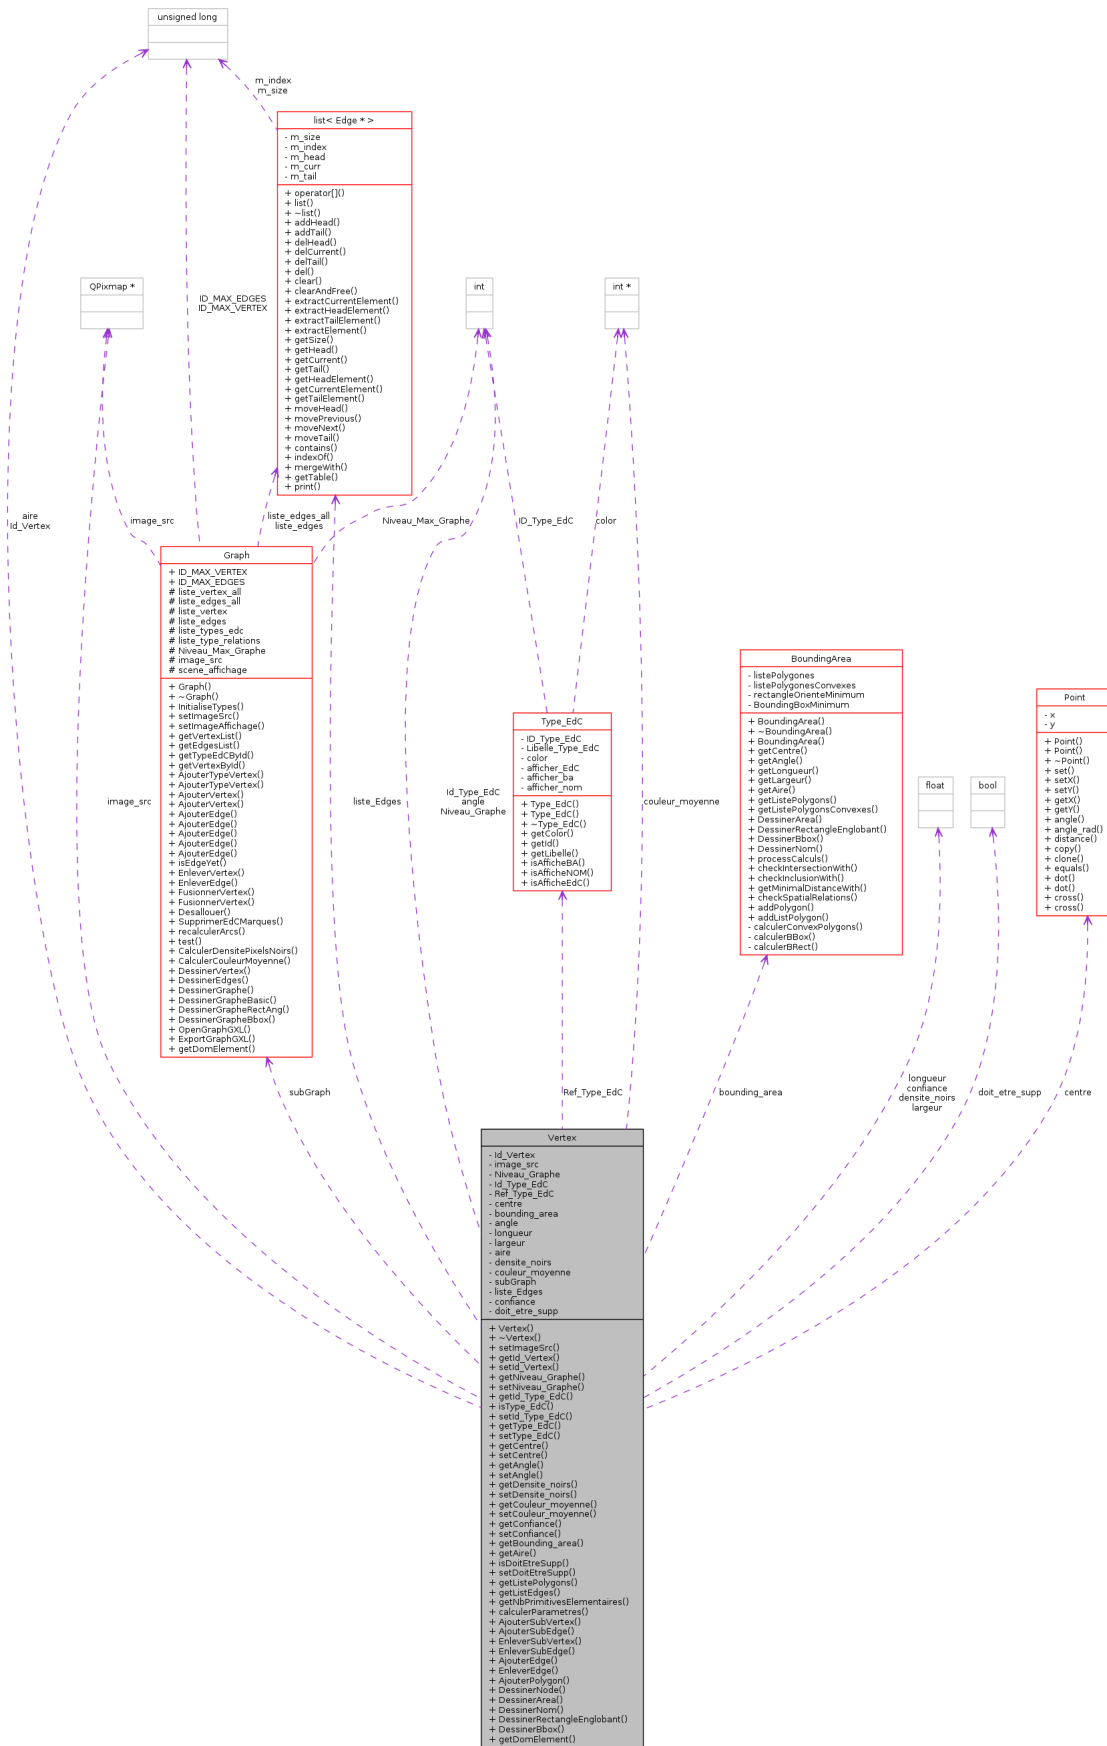 unsigned long
m_index
m_size
list< Edge * >
- m_size
- m_index
- m_head
- m_curr
- m_tail
+ operator[]()
+ list()
+ ~list()
+ addHead()
+ addTail()
+ delHead()
+ delCurrent()
+ delTail()
+ del()
+ clear()
+ clearAndFree()
+ extractCurrentElement()
+ extractHeadElement()
+ extractTailElement()
+ extractElement()
+ getSize()
+ getHead()
+ getCurrent()
+ getTail()
+ getHeadElement()
+ getCurrentElement()
+ getTailElement()
+ moveHead()
+ movePrevious()
+ moveNext()
+ moveTail()
+ contains()
+ indexOf()
+ mergeWith()
+ getTable()
+ print()
QPixmap *
int
int *
ID_MAX_EDGES
ID_MAX_VERTEX
aire
Id_Vertex
image_src
liste_edges_all
liste_edges
Niveau_Max_Graphe
ID_Type_EdC
color
Graph
+ ID_MAX_VERTEX
+ ID_MAX_EDGES
# liste_vertex_all
# liste_edges_all
# liste_vertex
# liste_edges
# liste_types_edc
# liste_type_relations
# Niveau_Max_Graphe
# image_src
# scene_affichage
+ Graph()
+ ~Graph()
+ InitialiseTypes()
+ setImageSrc()
+ setImageAffichage()
+ getVertexList()
+ getEdgesList()
+ getTypeEdCById()
+ getVertexById()
+ AjouterTypeVertex()
+ AjouterTypeVertex()
+ AjouterVertex()
+ AjouterVertex()
+ AjouterEdge()
+ AjouterEdge()
+ AjouterEdge()
+ AjouterEdge()
+ AjouterEdge()
+ isEdgeYet()
+ EnleverVertex()
+ EnleverEdge()
+ FusionnerVertex()
+ FusionnerVertex()
+ Desallouer()
+ SupprimerEdCMarques()
+ recalculerArcs()
+ test()
+ CalculerDensitePixelsNoirs()
+ CalculerCouleurMoyenne()
+ DessinerVertex()
+ DessinerEdges()
+ DessinerGraphe()
+ DessinerGrapheBasic()
+ DessinerGrapheRectAng()
+ DessinerGrapheBbox()
+ OpenGraphGXL()
+ ExportGraphGXL()
+ getDomElement()
Type_EdC
- ID_Type_EdC
- Libelle_Type_EdC
- color
- afficher_EdC
- afficher_ba
- afficher_nom
+ Type_EdC()
+ Type_EdC()
+ ~Type_EdC()
+ getColor()
+ getId()
+ getLibelle()
+ isAfficheBA()
+ isAfficheNOM()
+ isAfficheEdC()
BoundingArea
- listePolygones
- listePolygonesConvexes
- rectangleOrienteMinimum
- BoundingBoxMinimum
+ BoundingArea()
+ ~BoundingArea()
+ BoundingArea()
+ getCentre()
+ getAngle()
+ getLongueur()
+ getLargeur()
+ getAire()
+ getListePolygons()
+ getListePolygonsConvexes()
+ DessinerArea()
+ DessinerRectangleEnglobant()
+ DessinerBbox()
+ DessinerNom()
+ processCalculs()
+ checkIntersectionWith()
+ checkInclusionWith()
+ getMinimalDistanceWith()
+ checkSpatialRelations()
+ addPolygon()
+ addListPolygon()
- calculerConvexPolygons()
- calculerBBox()
- calculerBRect()
float
bool
Point
- x
- y
+ Point()
+ Point()
+ ~Point()
+ set()
+ setX()
+ setY()
+ getX()
+ getY()
+ angle()
+ angle_rad()
+ distance()
+ copy()
+ clone()
+ equals()
+ dot()
+ dot()
+ cross()
+ cross()
image_src
liste_Edges
Id_Type_EdC
angle
Niveau_Graphe
couleur_moyenne
subGraph
Ref_Type_EdC
bounding_area
longueur
confiance
densite_noirs
largeur
doit_etre_supp
centre
Vertex
- Id_Vertex
- image_src
- Niveau_Graphe
- Id_Type_EdC
- Ref_Type_EdC
- centre
- bounding_area
- angle
- longueur
- largeur
- aire
- densite_noirs
- couleur_moyenne
- subGraph
- liste_Edges
- confiance
- doit_etre_supp
+ Vertex()
+ ~Vertex()
+ setImageSrc()
+ getId_Vertex()
+ setId_Vertex()
+ getNiveau_Graphe()
+ setNiveau_Graphe()
+ getId_Type_EdC()
+ isType_EdC()
+ setId_Type_EdC()
+ getType_EdC()
+ setType_EdC()
+ getCentre()
+ setCentre()
+ getAngle()
+ setAngle()
+ getDensite_noirs()
+ setDensite_noirs()
+ getCouleur_moyenne()
+ setCouleur_moyenne()
+ getConfiance()
+ setConfiance()
+ getBounding_area()
+ getAire()
+ isDoitEtreSupp()
+ setDoitEtreSupp()
+ getListePolygons()
+ getListEdges()
+ getNbPrimitivesElementaires()
+ calculerParametres()
+ AjouterSubVertex()
+ AjouterSubEdge()
+ EnleverSubVertex()
+ EnleverSubEdge()
+ AjouterEdge()
+ EnleverEdge()
+ AjouterPolygon()
+ DessinerNode()
+ DessinerArea()
+ DessinerNom()
+ DessinerRectangleEnglobant()
+ DessinerBbox()
+ getDomElement()